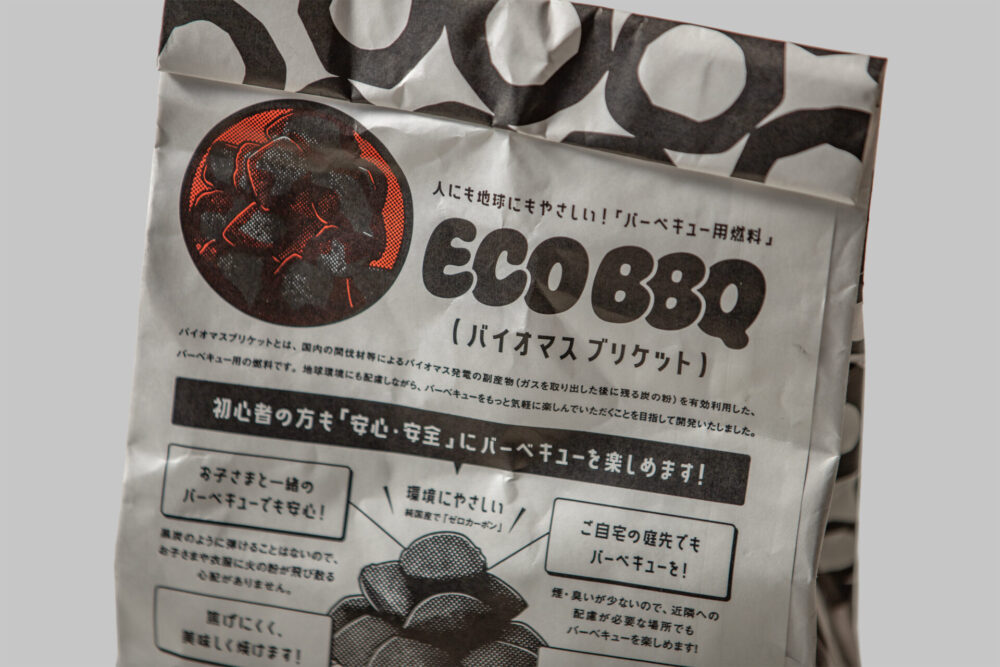 人にも地球にもやさしい！「バーベキュー用燃料」
ECO BBQ
(バイオマス ブリケット)
バイオマスブリケットとは、国内の間伐材等によるバイオマス発電の副産物(ガスを取り出した後に残る炭の粉)を有効利用した、
バーベキュー用の燃料です。地球環境にも配慮しながら、バーベキューをもっと気軽に楽しんでいただくことを目指して開発いたしました。
初心者の方も「安心・安全」にバーベキューを楽しめます！
お子さまと一緒の
バーベキューでも安心！
黒炭のように弾けることはないので、
お子さまや衣服に火の粉が飛び散る
心配がありません。
環境にやさしい
純国産で「ゼロカーボン」
ご自宅の庭先でも
バーベキューを！
煙・臭いが少ないので、近隣への
配慮が必要な場所でも
バーベキューを楽しめます！
焦げにくく、
美味しく焼けます！